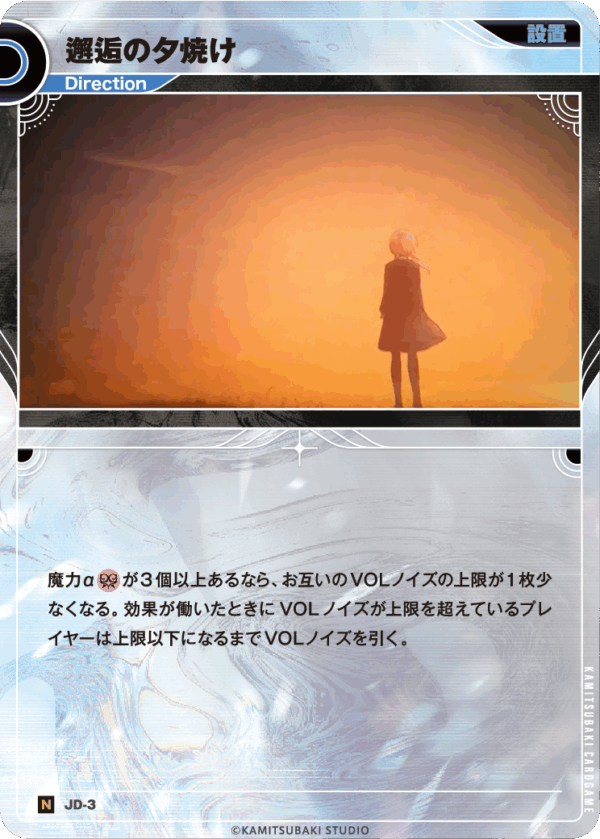 設置
邂逅の夕焼け
Direction
魔力αが3個以上あるなら、お互いのVOLノイズの上限が1枚少
なくなる。効果が働いたときにVOLノイズが上限を超えているプレ
イヤーは上限以下になるまでVOLノイズを引く。
KAMITSUBAKI CARDGAME
N JD-3
©KAMITSUBAKI STUDIO